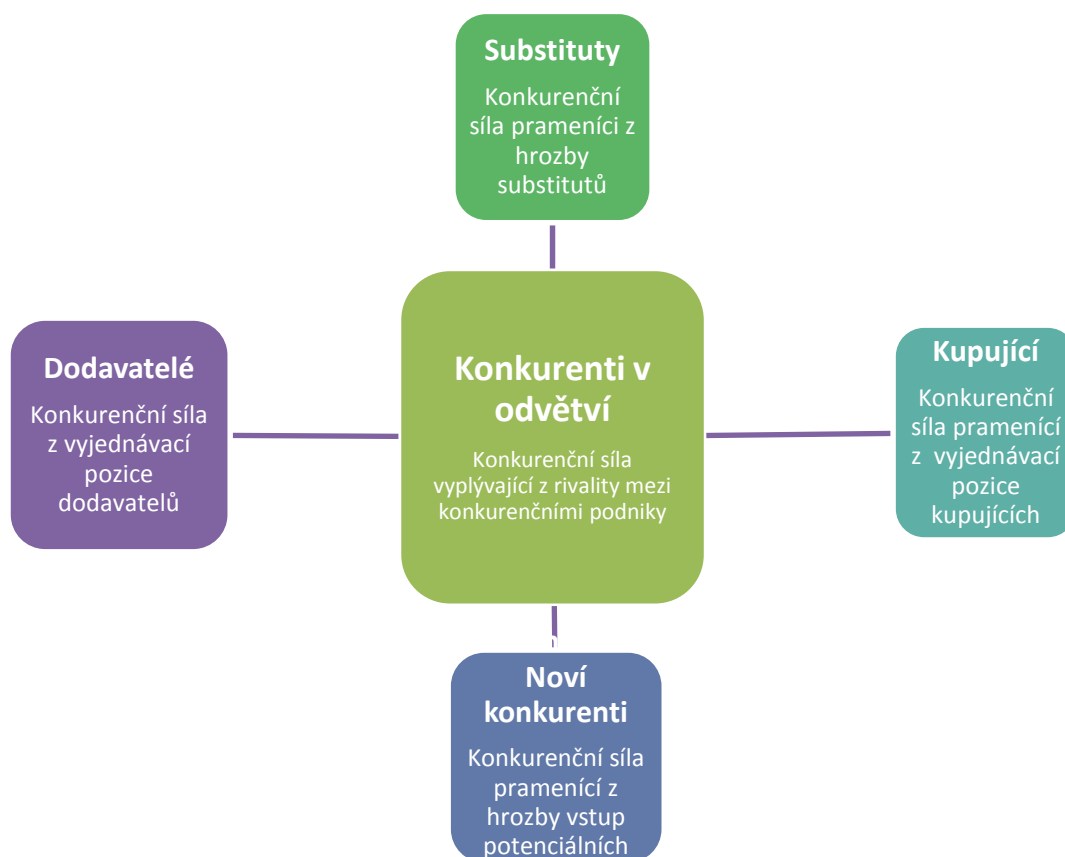 Substituty
Konkurenční
síla prameníci z
hrozby
substitutů
Dodavatelé
Konkurenční síla
z vyjednávací
pozice
dodavatelů
Konkurenti v
odvětví
Konkurenční síla
vyplývající z rivality mezi
konkurenčními podniky
Kupující
Konkurenční
síla pramenící
z vyjednávací
pozice
kupujících
Noví
konkurenti
Konkurenční síla
pramenící z
hrozby vstup
potenciálních